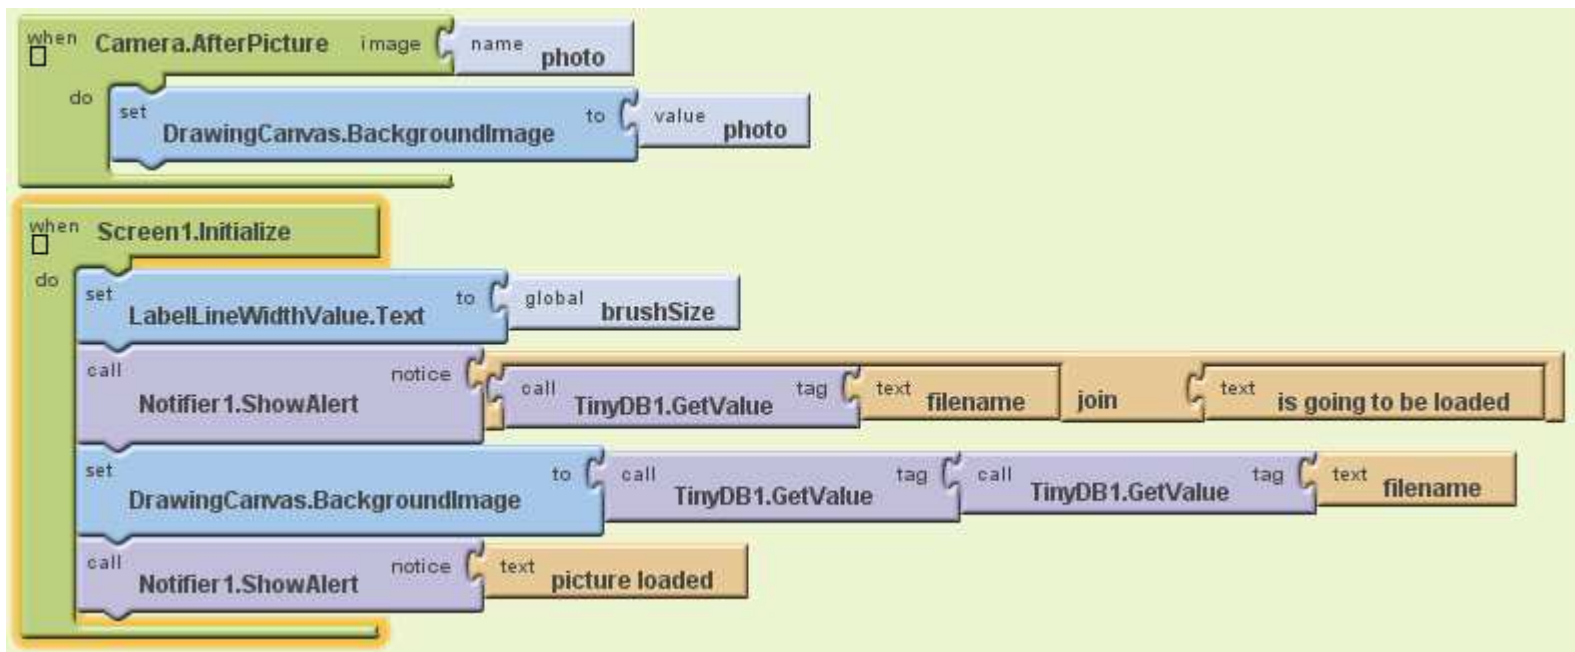 when Camera.AfterPicture image name photo
do set DrawingCanvas.BackgroundImage to value photo
when Screen1.Initialize
do set LabelLineWidthValue.Text to global brushSize
call Notifier1.ShowAlert notice call TinyDB1.GetValue tag text filename join text is going to be loaded
set DrawingCanvas.BackgroundImage to call TinyDB1.GetValue tag call TinyDB1.GetValue tag text filename
call Notifier1.ShowAlert notice text picture loaded